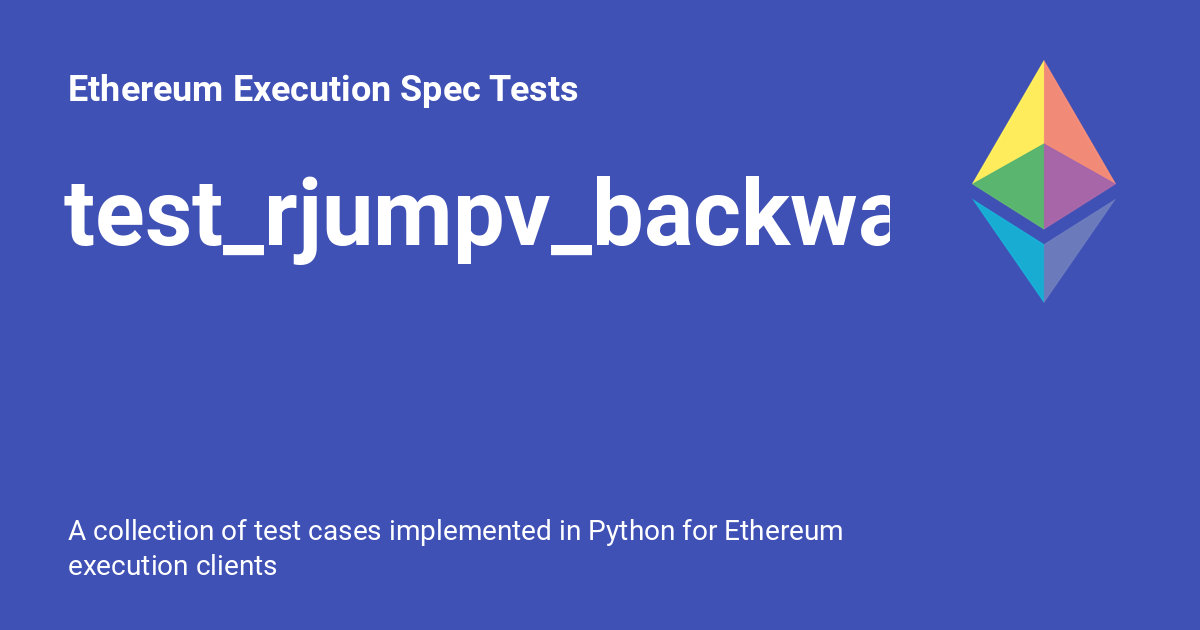 Ethereum Execution Spec Tests
test_rjumpv_backwa
A collection of test cases implemented in Python for Ethereum
execution clients